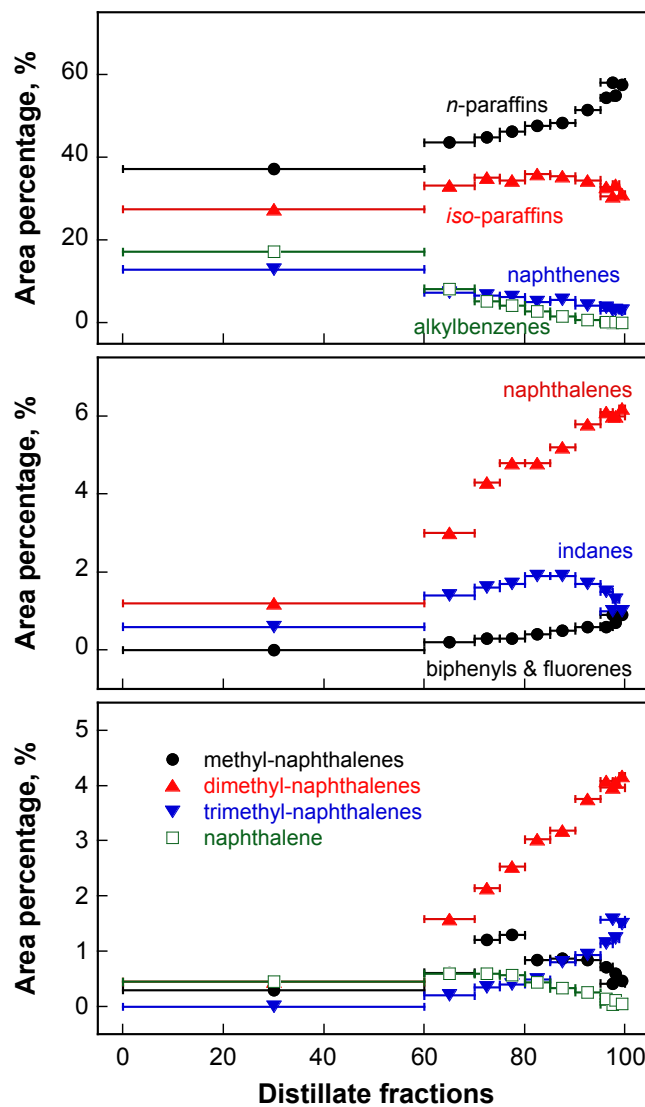 Area percentage, %
60
40
20
0
n-paraffins
iso-paraffins
naphthenes
alkylbenzenes
Area percentage, %
6
4
2
0
naphthalenes
indanes
biphenyls & fluorenes
Area percentage, %
5
4
3
2
1
0
methyl-naphthalenes
dimethyl-naphthalenes
trimethyl-naphthalenes
naphthalene
0 20 40 60 80 100
Distillate fractions